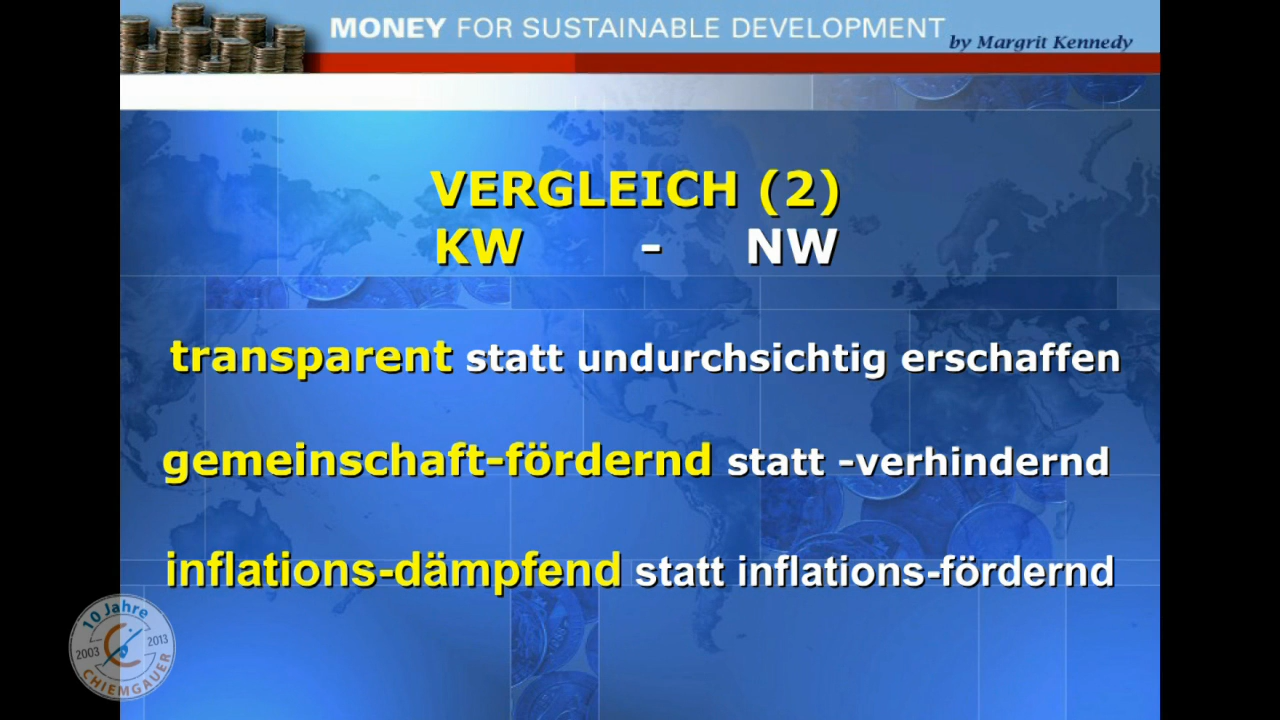 MONEY FOR SUSTAINABLE DEVELOPMENT
by Margrit Kennedy
VERGLEICH (2)
KW - NW
transparent statt undurchsichtig erschaffen
gemeinschaft-fördernd statt -verhindernd
inflations-dämpfend statt inflations-fördernd
10 Jahre
2003 2013
CHIEMGAUER